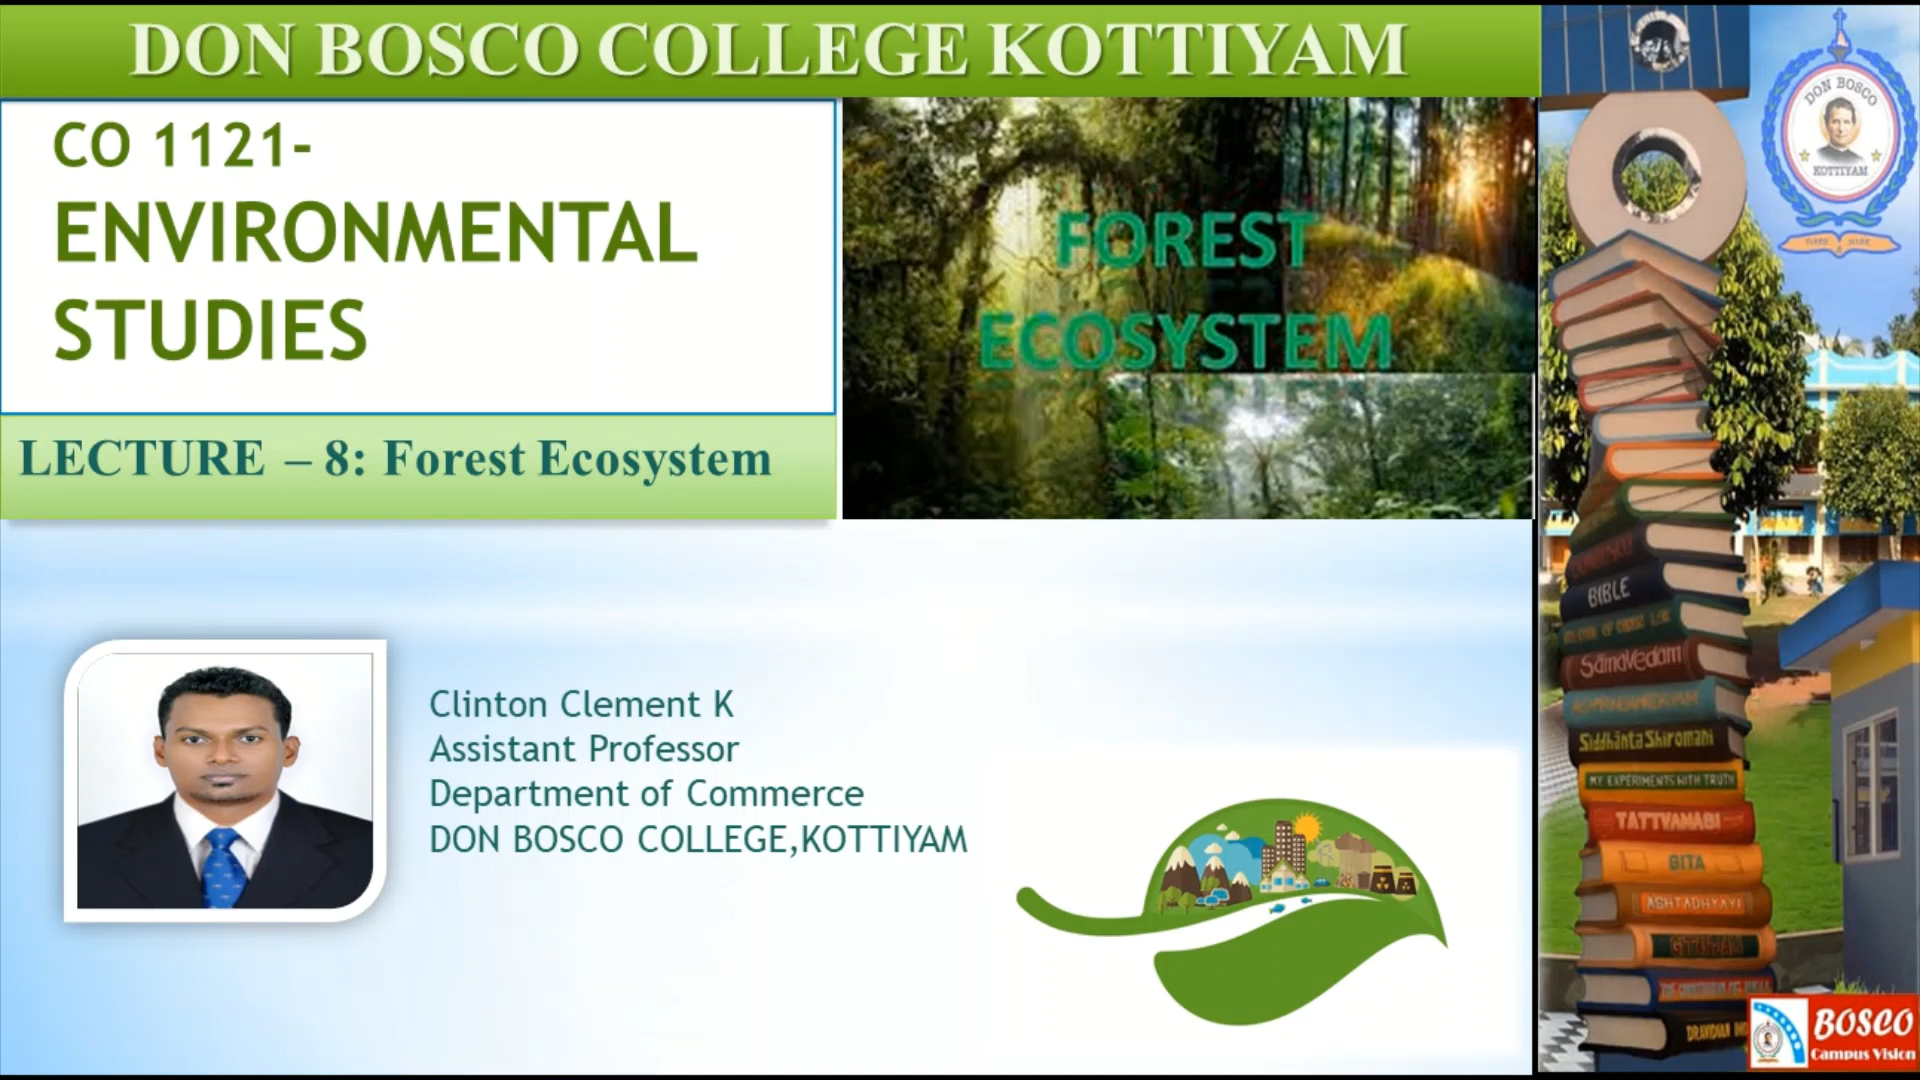 DON BOSCO COLLEGE KOTTIYAM
CO 1121-
ENVIRONMENTAL
STUDIES
LECTURE – 8: Forest Ecosystem
FOREST
ECOSYSTEM
Clinton Clement K
Assistant Professor
Department of Commerce
DON BOSCO COLLEGE,KOTTIYAM
DON BOSCO
KOTTIYAM
BIBLE
SamaVedam
Siddhanta Shiromani
MY EXPERIMENTS WITH TRUTH
TATTVAMASI
GITA
ASHTADHYAYI
GITANJALI
BOSCO
Campus Vision